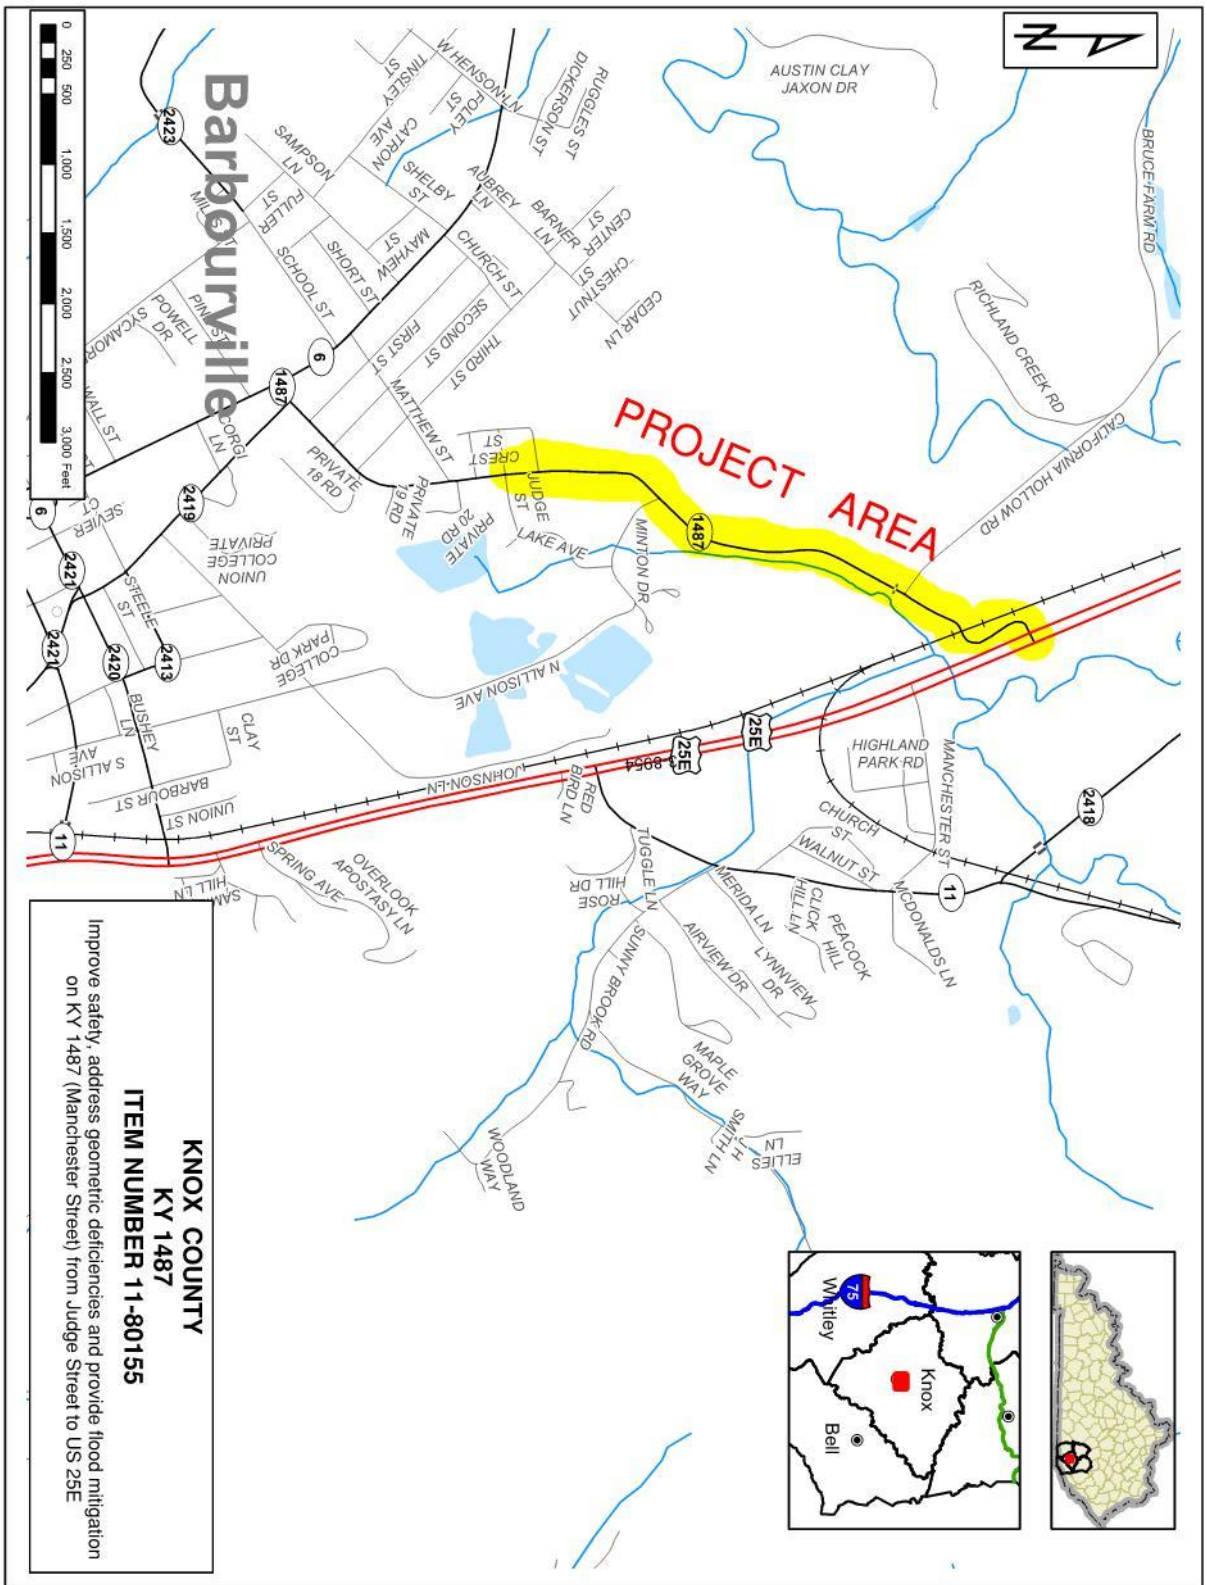 N
AUSTIN CLAY
JAXON DR
BRUCE FARM RD
RICHLAND CREEK RD
CALIFORNIA HOLLOW RD
PROJECT AREA
RUGGLES ST
DICKERSON ST
W HENSON LN
FOLEY
ST
TINSLEY
ST
CATRON
AVE
SHELBY
ST
AUBREY
LN
BARNER
LN
CENTER
ST
CHESTNUT
ST
CEDAR LN
SAMPSON
LN
FULLER
ST
MAYHEW
ST
CHURCH ST
SHORT ST
SCHOOL ST
SECOND ST
FIRST ST
THIRD ST
MATTHEW ST
POWELL
DR
WALL ST
CORGI
LN
PRIVATE
18 RD
PRIVATE
19 RD
PRIVATE
20 RD
CREST
ST
JUDGE
ST
LAKE AVE
MINTON DR
Barbourville
2423
6
1487
1487
2419
6
2421
2421
2420
2413
11
SEVIER
CT
STEELE
ST
UNION
COLLEGE
PRIVATE
COLLEGE
PARK DR
N ALLISON AVE
BUSHEY
LN
CLAY
ST
S ALLISON
AVE
BARBOUR ST
UNION ST
JOHNSON LN
25E
25E
RED
BIRD LN
HIGHLAND
PARK RD
MANCHESTER ST
CHURCH
ST
WALNUT ST
MCDONALDS LN
2418
11
TUGGLE LN
ROSE
HILL DR
MERIDA LN
CLICK
HILL LN
PEACOCK
HILL
LYNNVIEW
DR
AIRVIEW DR
SUNNY BROOK RD
MAPLE
GROVE
WAY
J H
SMITH LN
ELLIES
LN
WOODLAND
WAY
SPRING AVE
OVERLOOK
APOSTASY LN
HILL LN
0 250 500 1,000 1,500 2,000 2,500 3,000 Feet
75
Whitley
Knox
Bell
KNOX COUNTY
KY 1487
ITEM NUMBER 11-80155
Improve safety, address geometric deficiencies and provide flood mitigation
on KY 1487 (Manchester Street) from Judge Street to US 25E